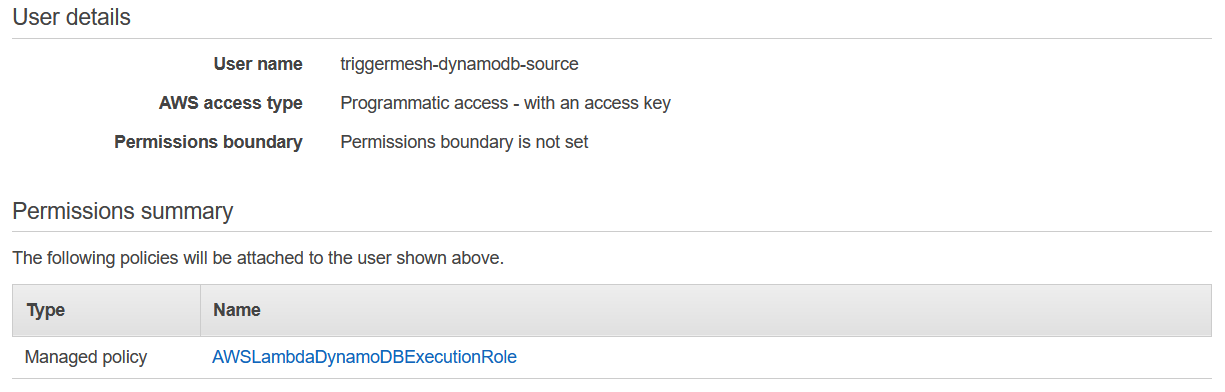 User details
User name triggermesh-dynamodb-source
AWS access type Programmatic access - with an access key
Permissions boundary Permissions boundary is not set
Permissions summary
The following policies will be attached to the user shown above.
Type Name
Managed policy AWSLambdaDynamoDBExecutionRole